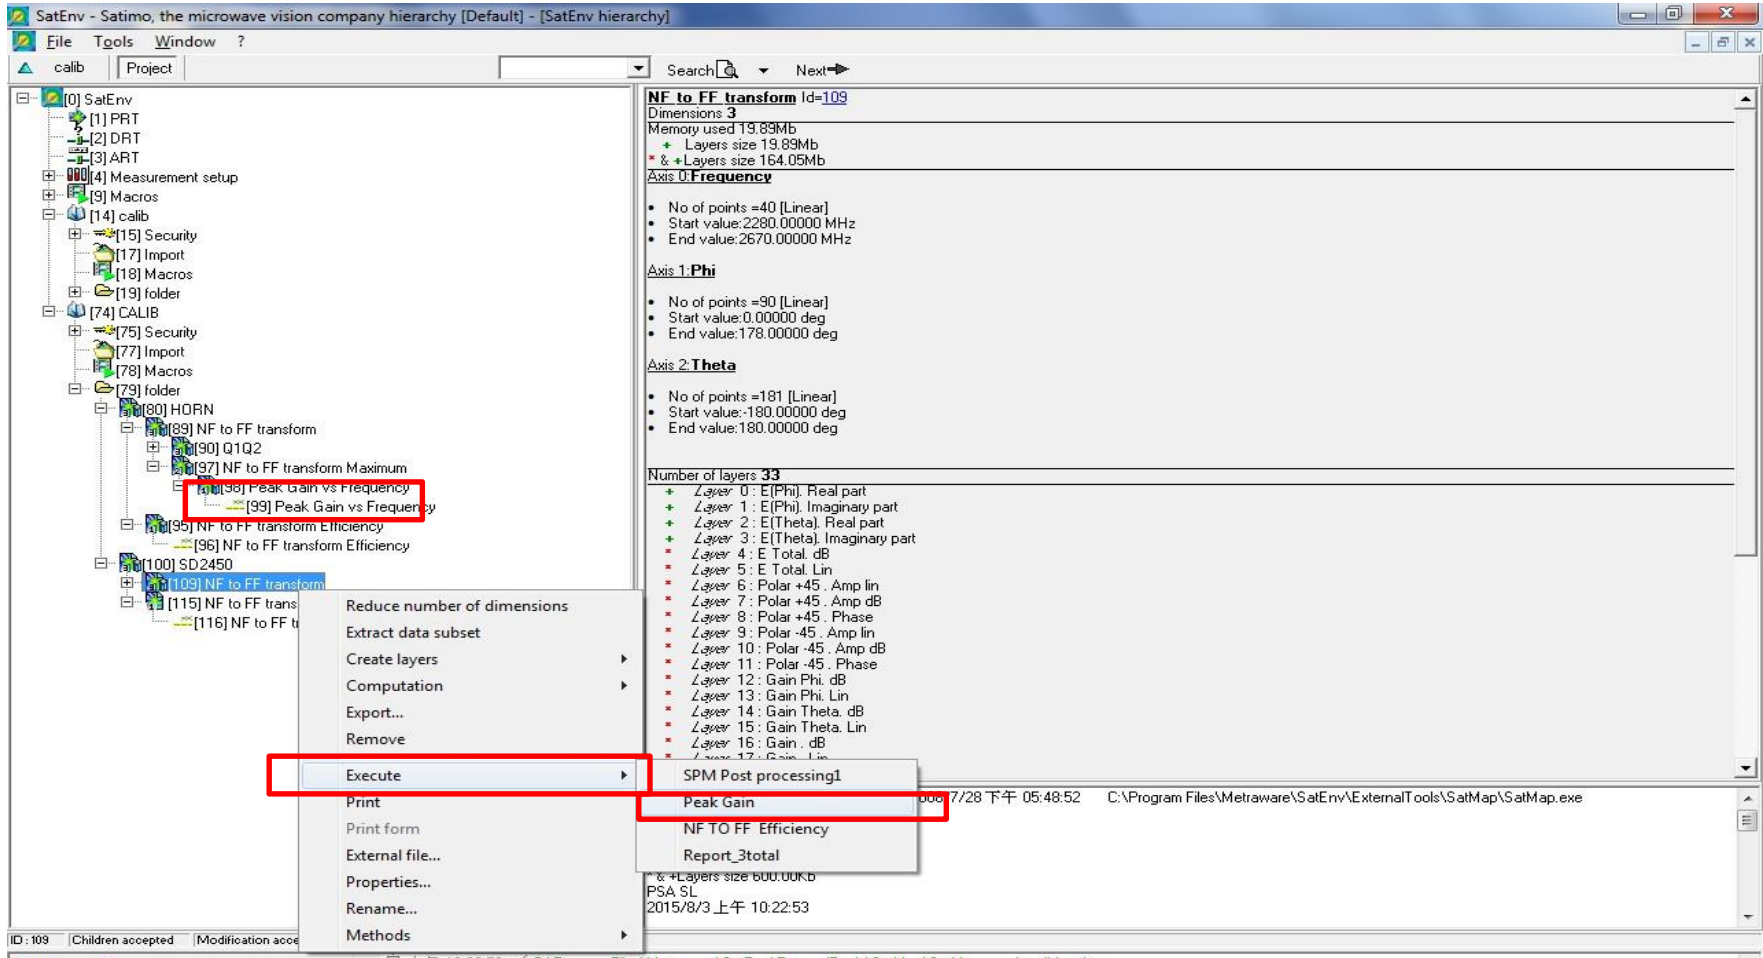 SatEnv - Satimo, the microwave vision company hierarchy [Default] - [SatEnv hierarchy]
File Tools Window ?
calib Project Search Next
[0] SatEnv
[1] PRT
[2] DRT
[3] ART
[4] Measurement setup
[9] Macros
[14] calib
[15] Security
[17] Import
[18] Macros
[19] folder
[74] CALIB
[75] Security
[77] Import
[78] Macros
[79] folder
[80] HORN
[89] NF to FF transform
[90] Q1Q2
[97] NF to FF transform Maximum
[98] Peak Gain vs Frequency
[99] Peak Gain vs Frequency
[95] NF to FF transform Efficiency
[96] NF to FF transform Efficiency
[100] SD2450
[109] NF to FF transform
[115] NF to FF trans
[116] NF to FF t
Reduce number of dimensions
Extract data subset
Create layers
Computation
Export...
Remove
Execute
Print
Print form
External file...
Properties...
Rename...
Methods
SPM Post processing1
Peak Gain
NF TO FF Efficiency
Report_3total
NF to FF transform Id=109
Dimensions 3
Memory used 19.89Mb
+ Layers size 19.89Mb
* & +Layers size 164.05Mb
Axis 0:Frequency
• No of points =40 [Linear]
• Start value:2280.00000 MHz
• End value:2670.00000 MHz
Axis 1:Phi
• No of points =90 [Linear]
• Start value:0.00000 deg
• End value:178.00000 deg
Axis 2:Theta
• No of points =181 [Linear]
• Start value:-180.00000 deg
• End value:180.00000 deg
Number of layers 33
+ Layer 0 : E(Phi). Real part
+ Layer 1 : E(Phi). Imaginary part
+ Layer 2 : E(Theta). Real part
+ Layer 3 : E(Theta). Imaginary part
* Layer 4 : E Total. dB
* Layer 5 : E Total. Lin
* Layer 6 : Polar +45 . Amp lin
* Layer 7 : Polar +45 . Amp dB
* Layer 8 : Polar +45 . Phase
* Layer 9 : Polar -45 . Amp lin
* Layer 10 : Polar -45 . Amp dB
* Layer 11 : Polar -45 . Phase
* Layer 12 : Gain Phi. dB
* Layer 13 : Gain Phi. Lin
* Layer 14 : Gain Theta. dB
* Layer 15 : Gain Theta. Lin
* Layer 16 : Gain . dB
* Layer 17 : Gain . Lin
7/28 下午 05:48:52 C:\Program Files\Metraware\SatEnv\ExternalTools\SatMap\SatMap.exe
* & +Layers size 600.00Kb
PSA SL
2015/8/3 上午 10:22:53
ID : 109 Children accepted Modification acce